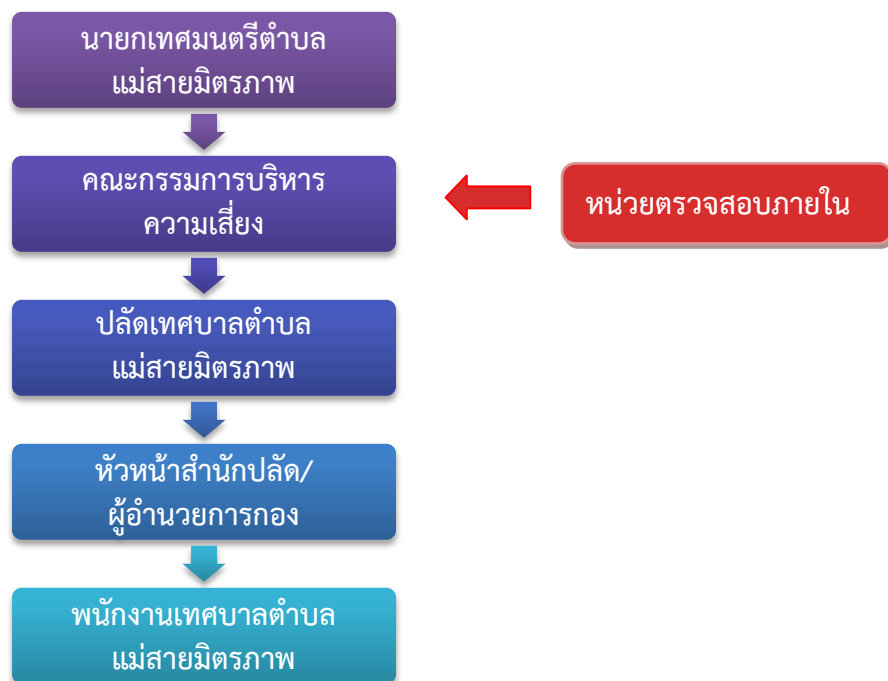 นายกเทศมนตรีตำบล
แม่สายมิตรภาพ
คณะกรรมการบริหาร
ความเสี่ยง
หน่วยตรวจสอบภายใน
ปลัดเทศบาลตำบล
แม่สายมิตรภาพ
หัวหน้าสำนักปลัด/
ผู้อำนวยการกอง
พนักงานเทศบาลตำบล
แม่สายมิตรภาพ